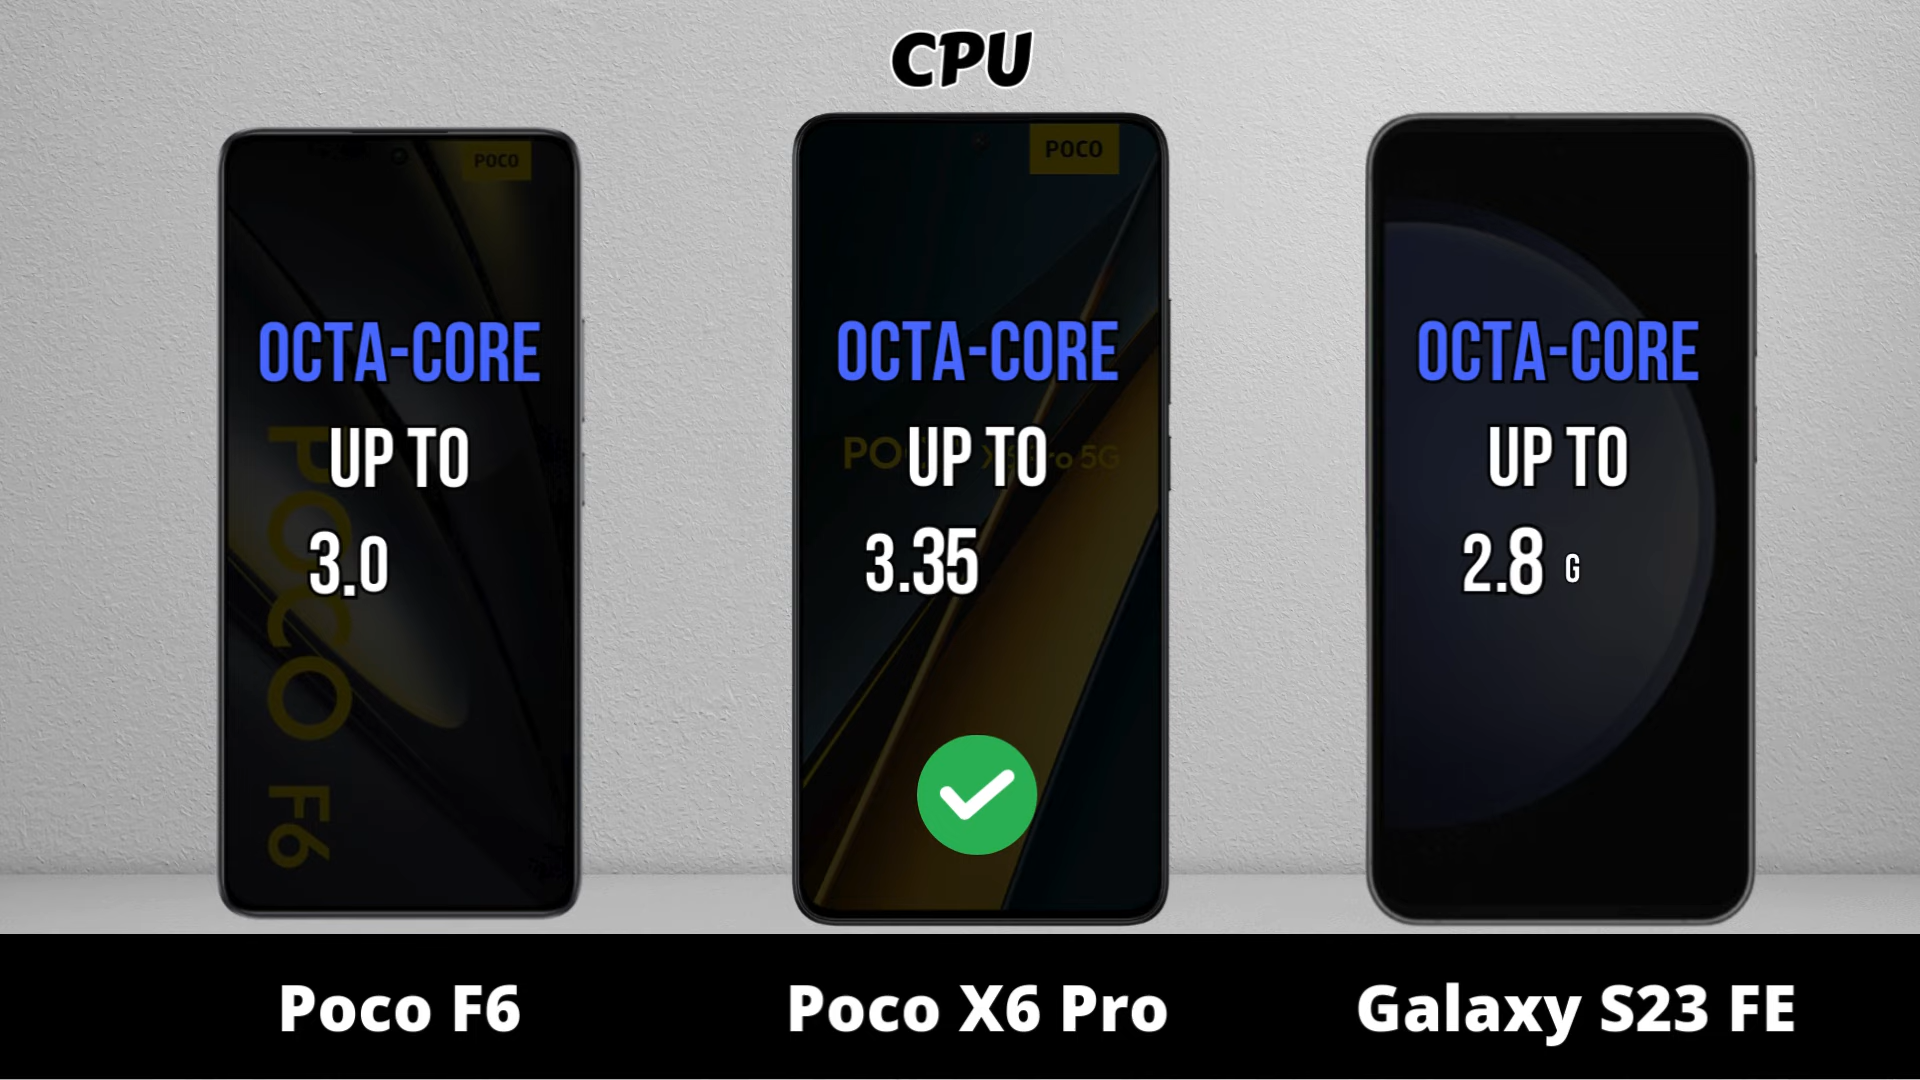 CPU
POCO
OCTA-CORE
UP TO
3.0
POCO F6
Poco F6
POCO
OCTA-CORE
UP TO
3.35
Poco X6 Pro
OCTA-CORE
UP TO
2.8 G
Galaxy S23 FE